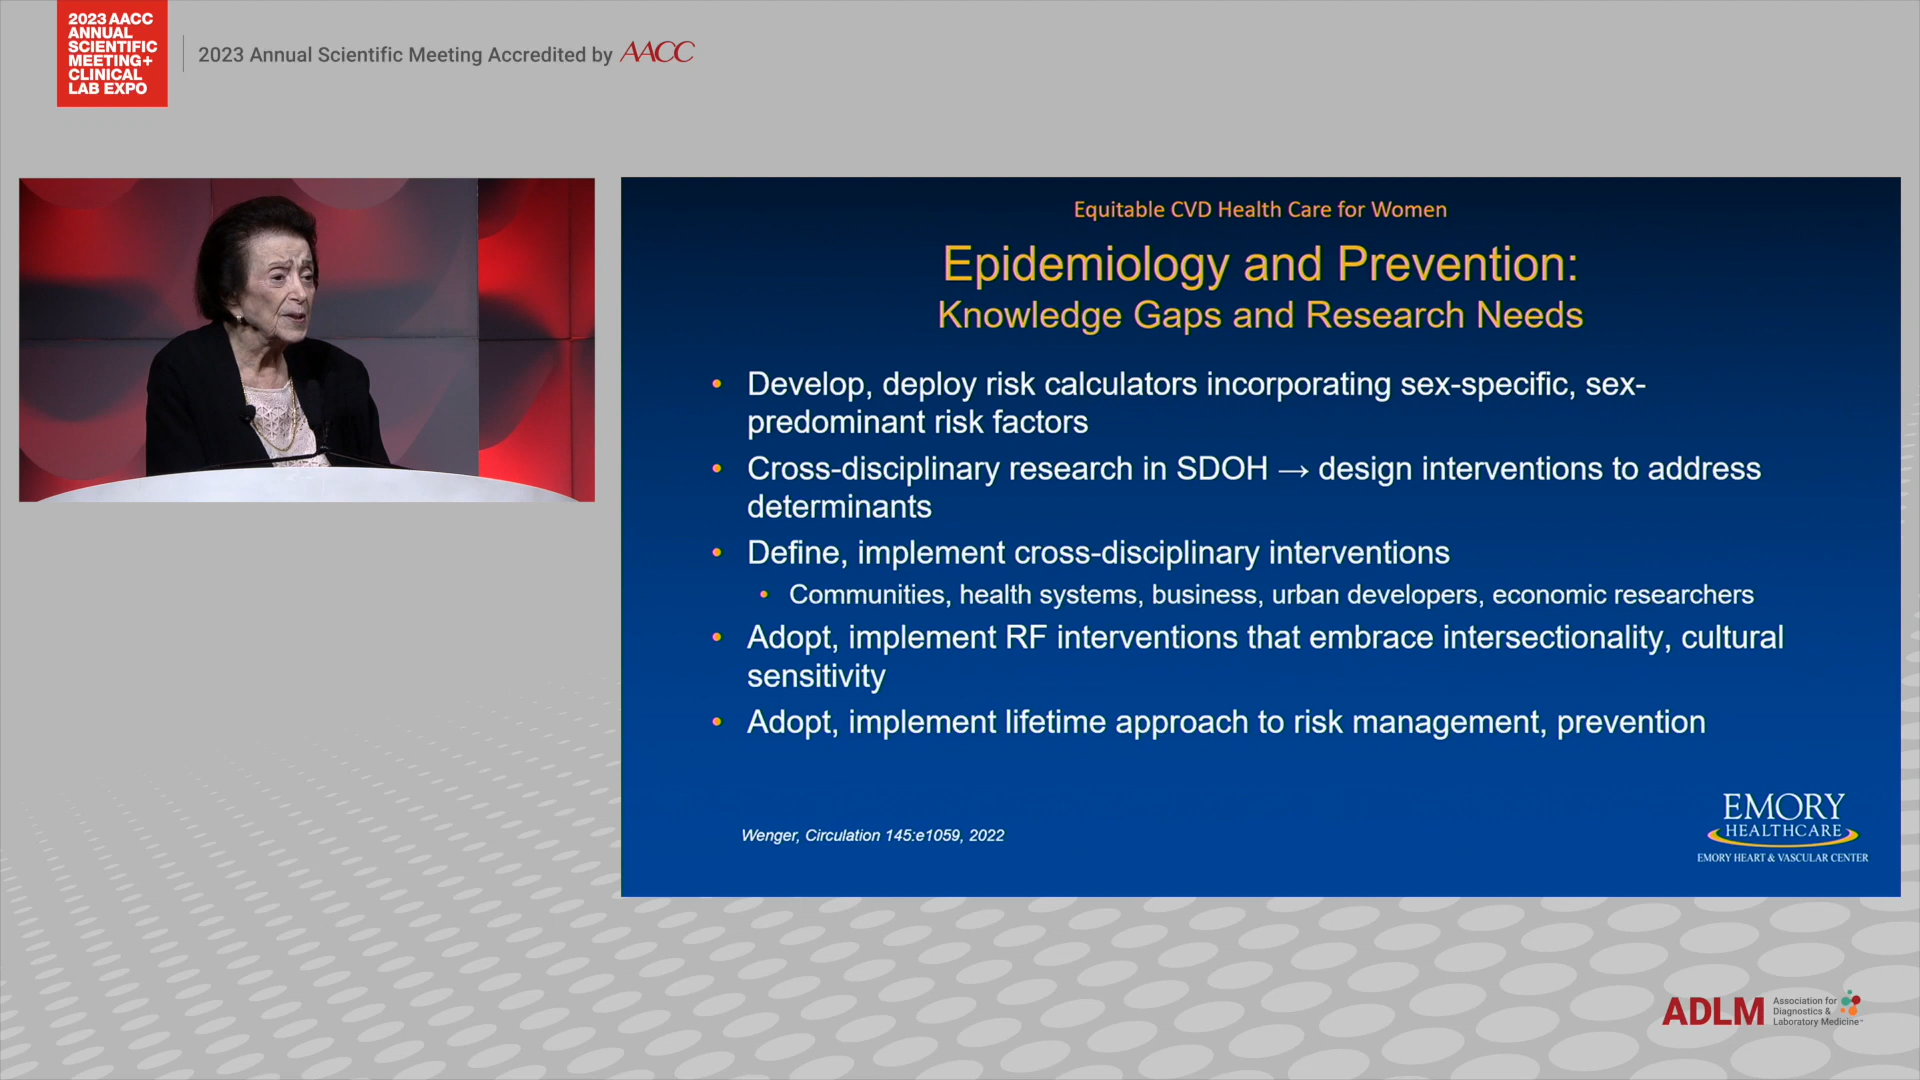 2023 AACC
ANNUAL
SCIENTIFIC
MEETING+
CLINICAL
LAB EXPO
2023 Annual Scientific Meeting Accredited by AACC
Equitable CVD Health Care for Women
Epidemiology and Prevention:
Knowledge Gaps and Research Needs
• Develop, deploy risk calculators incorporating sex-specific, sex-
predominant risk factors
• Cross-disciplinary research in SDOH → design interventions to address
determinants
• Define, implement cross-disciplinary interventions
• Communities, health systems, business, urban developers, economic researchers
• Adopt, implement RF interventions that embrace intersectionality, cultural
sensitivity
• Adopt, implement lifetime approach to risk management, prevention
Wenger, Circulation 145:e1059, 2022
EMORY
HEALTHCARE
EMORY HEART & VASCULAR CENTER
ADLM
Association for
Diagnostics &
Laboratory Medicine™